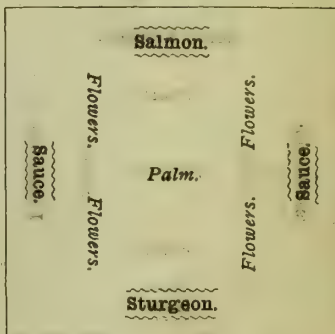 Salmon.
Flowers.
Flowers.
Sauce.
Palm.
Sauce.
Flowers.
Flowers.
Sturgeon.